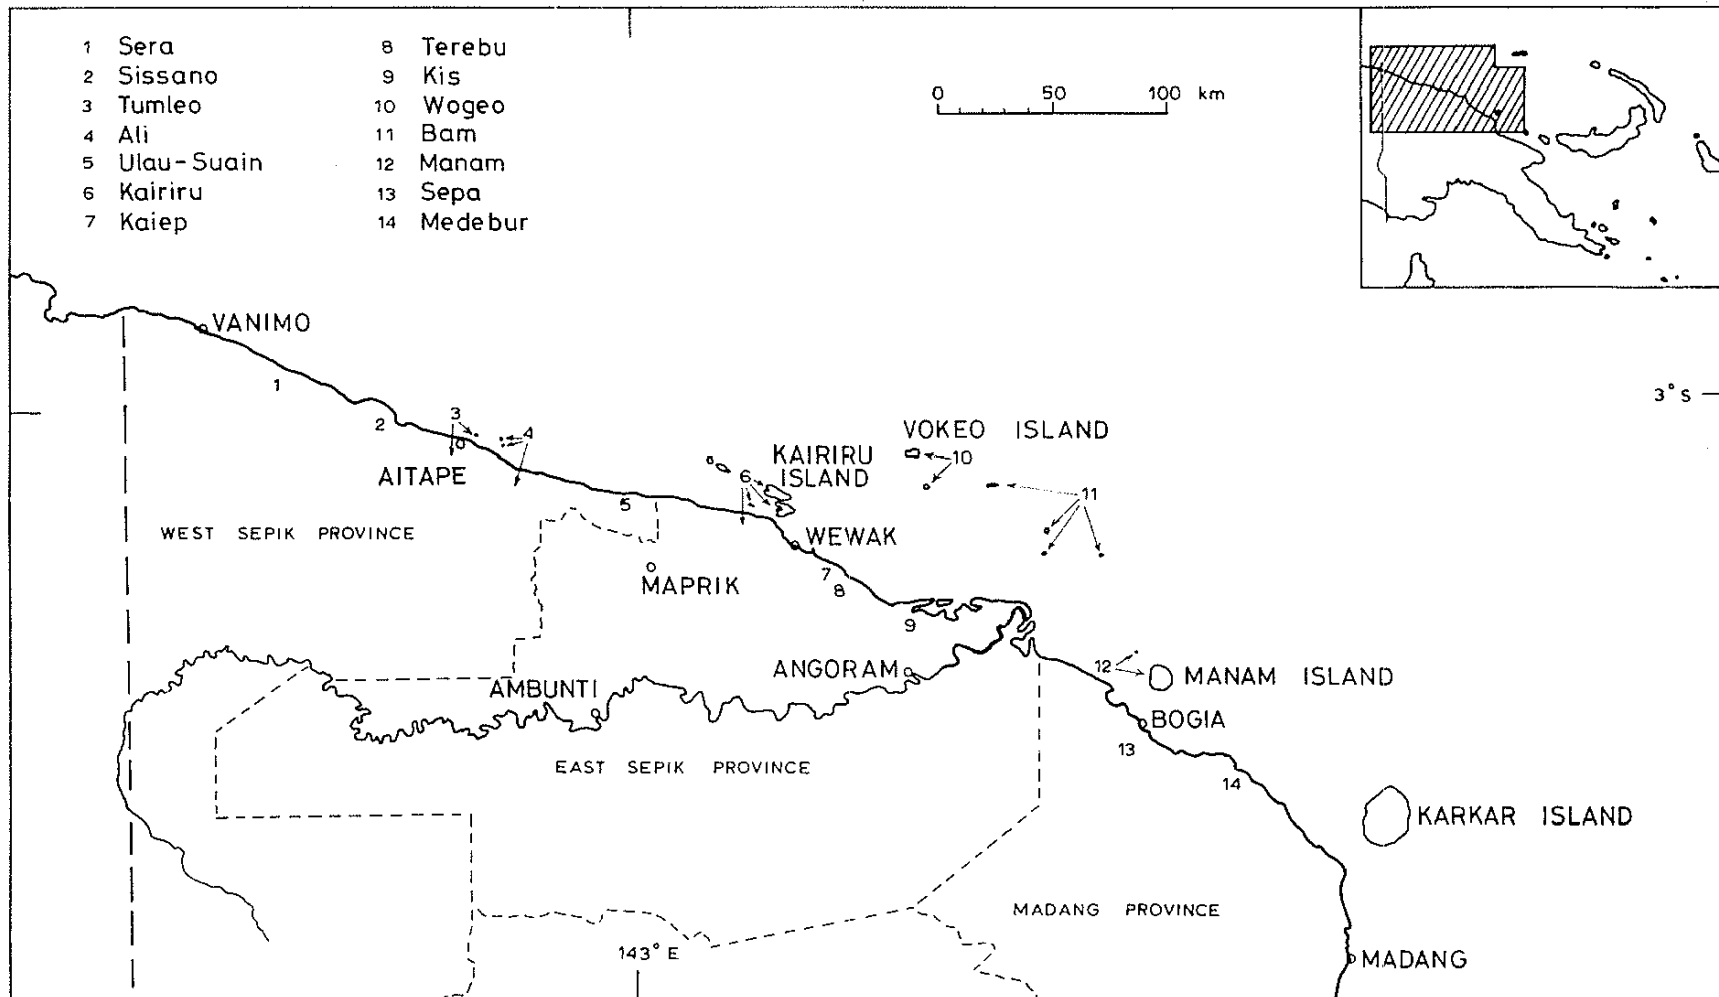 1 Sera
2 Sissano
3 Tumleo
4 Ali
5 Ulau-Suain
6 Kairiru
7 Kaiep
8 Terebu
9 Kis
10 Wogeo
11 Bam
12 Manam
13 Sepa
14 Medebur
0 50 100 km
VANIMO
1
3° S
2
3
4
AITAPE
VOKEO ISLAND
10
KAIRIRU
ISLAND
6
11
5
WEST SEPIK PROVINCE
WEWAK
MAPRIK
7
8
9
ANGORAM
12
MANAM ISLAND
AMBUNTI
BOGIA
13
EAST SEPIK PROVINCE
14
KARKAR ISLAND
MADANG PROVINCE
143° E
MADANG